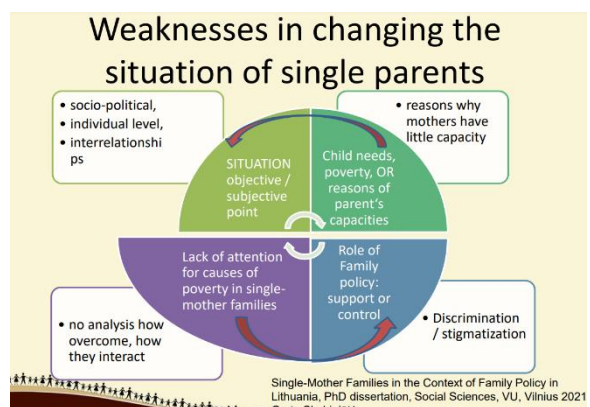 Weaknesses in changing the
situation of single parents
• socio-political,
• individual level,
• interrelationshi
ps
• reasons why
mothers have
little capacity
SITUATION
objective /
subjective
point
Child needs,
poverty, OR
reasons of
parent's
capacities
Lack of attention
for causes of
poverty in single-
mother families
Role of
Family
policy:
support or
control
• no analysis how
overcome, how
they interact
• Discrimination
/ stigmatization
Single-Mother Families in the Context of Family Policy in
Lithuania, PhD dissertation, Social Sciences, VU, Vilnius 2021